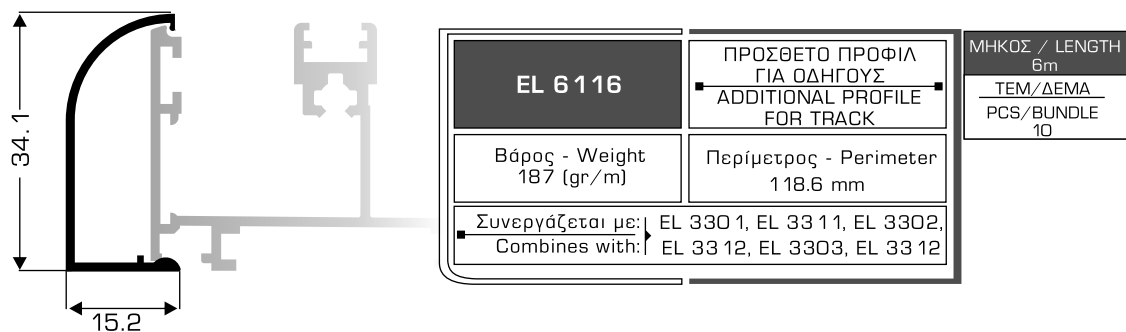 34.1
15.2
EL 6116
ΠΡΟΣΘΕΤΟ ΠΡΟΦΙΛ
ΓΙΑ ΟΔΗΓΟΥΣ
ADDITIONAL PROFILE
FOR TRACK
Βάρος - Weight
187 (gr/m)
Περίμετρος - Perimeter
118.6 mm
Συνεργάζεται με:
Combines with:
EL 3301, EL 3311, EL 3302,
EL 3312, EL 3303, EL 3312
ΜΗΚΟΣ / LENGTH
6m
ΤΕΜ/ΔΕΜΑ
PCS/BUNDLE
10